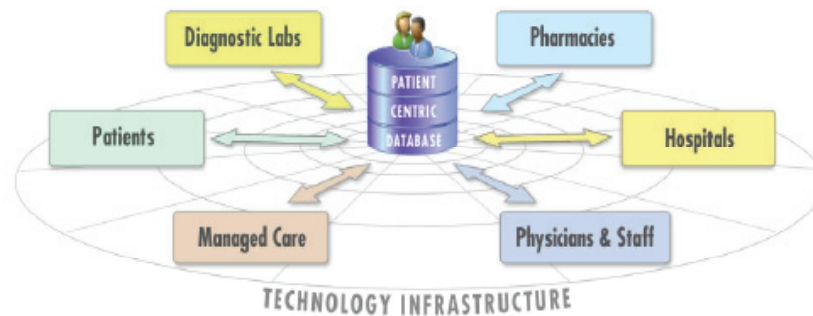 Diagnostic Labs
Pharmacies
PATIENT
CENTRIC
DATABASE
Patients
Hospitals
Managed Care
Physicians & Staff
TECHNOLOGY INFRASTRUCTURE